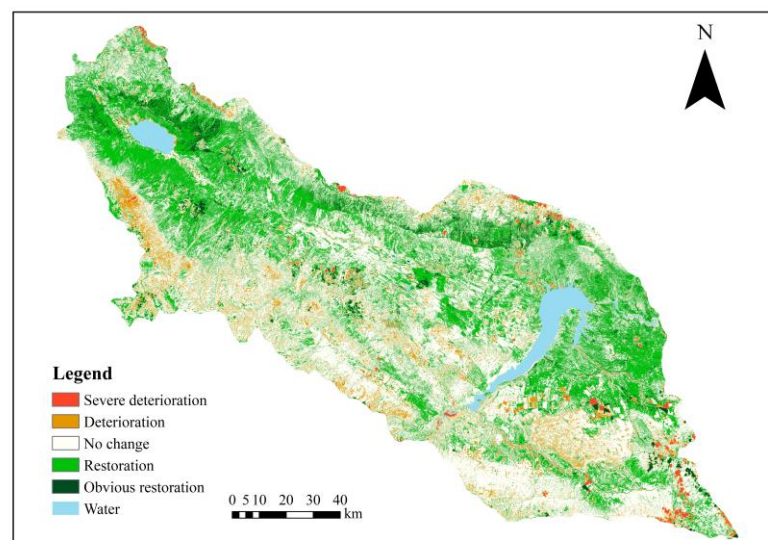 N
Legend
Severe deterioration
Deterioration
No change
Restoration
Obvious restoration
Water
0 5 10 20 30 40
km